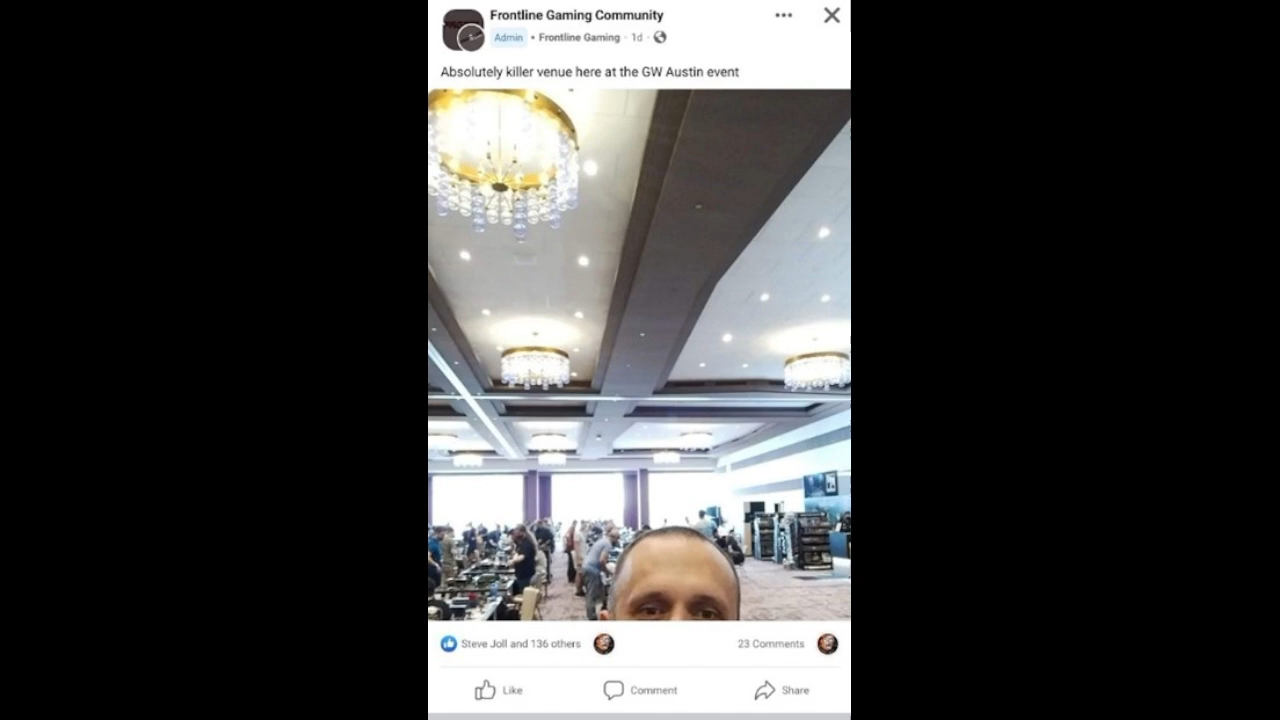 Frontline Gaming Community
Admin • Frontline Gaming · 1d ·
Absolutely killer venue here at the GW Austin event
Steve Joll and 136 others
23 Comments
Like
Comment
Share